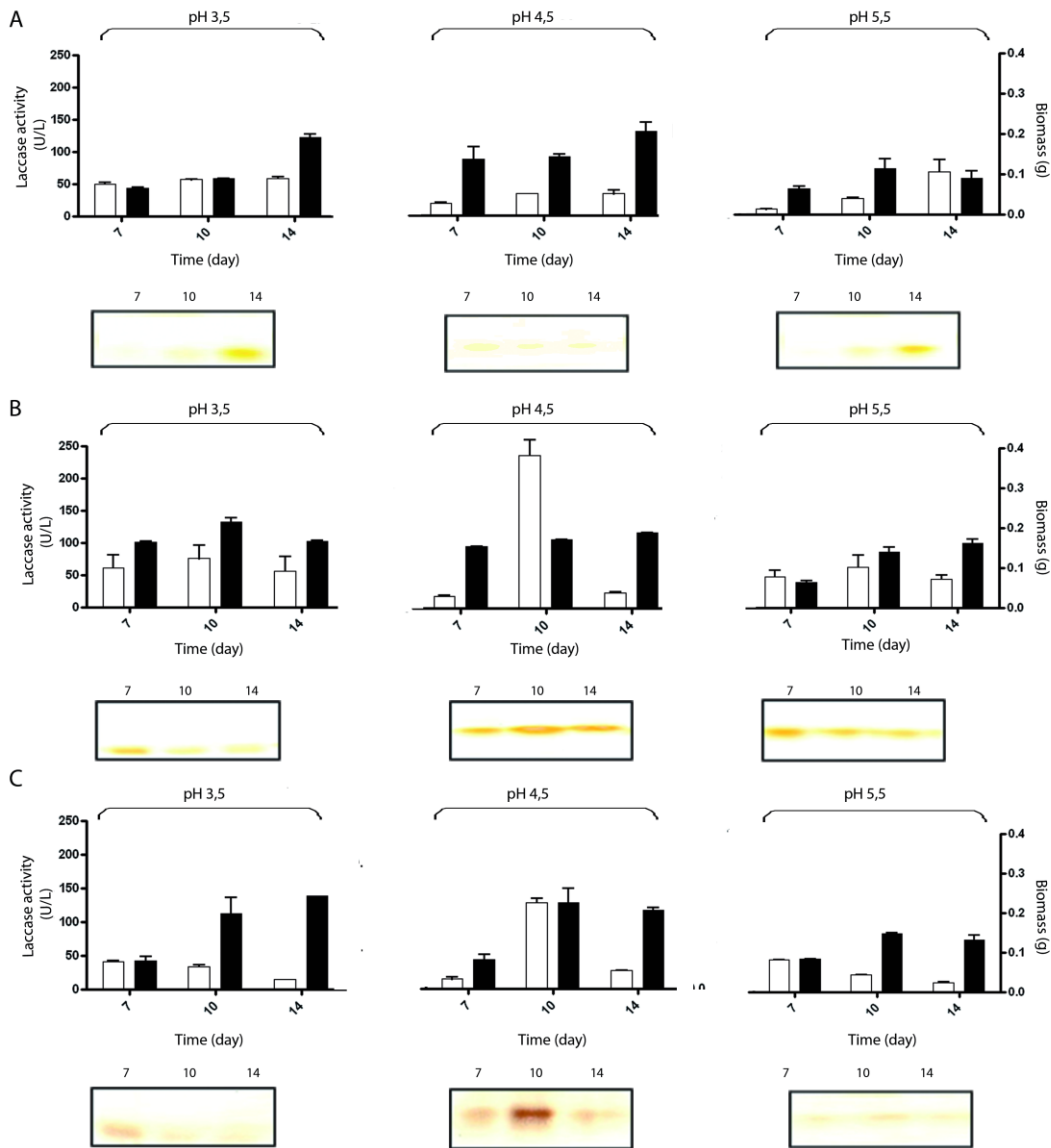 A
pH 3,5 pH 4,5 pH 5,5
250 0.4
200 0.3
150 0.2
100 0.1
50 0.0
0
Laccase activity
(U/L)
Biomass (g)
7 10 14 7 10 14 7 10 14
Time (day) Time (day) Time (day)
7 10 14 7 10 14 7 10 14
B
pH 3,5 pH 4,5 pH 5,5
250 0.4
200 0.3
150 0.2
100 0.1
50 0.0
0
Laccase activity
(U/L)
Biomass (g)
7 10 14 7 10 14 7 10 14
Time (day) Time (day) Time (day)
7 10 14 7 10 14 7 10 14
C
pH 3,5 pH 4,5 pH 5,5
250 0.4
200 0.3
150 0.2
100 0.1
50 0.0
0
Laccase activity
(U/L)
Biomass (g)
7 10 14 7 10 14 7 10 14
Time (day) Time (day) Time (day)
7 10 14 7 10 14 7 10 14